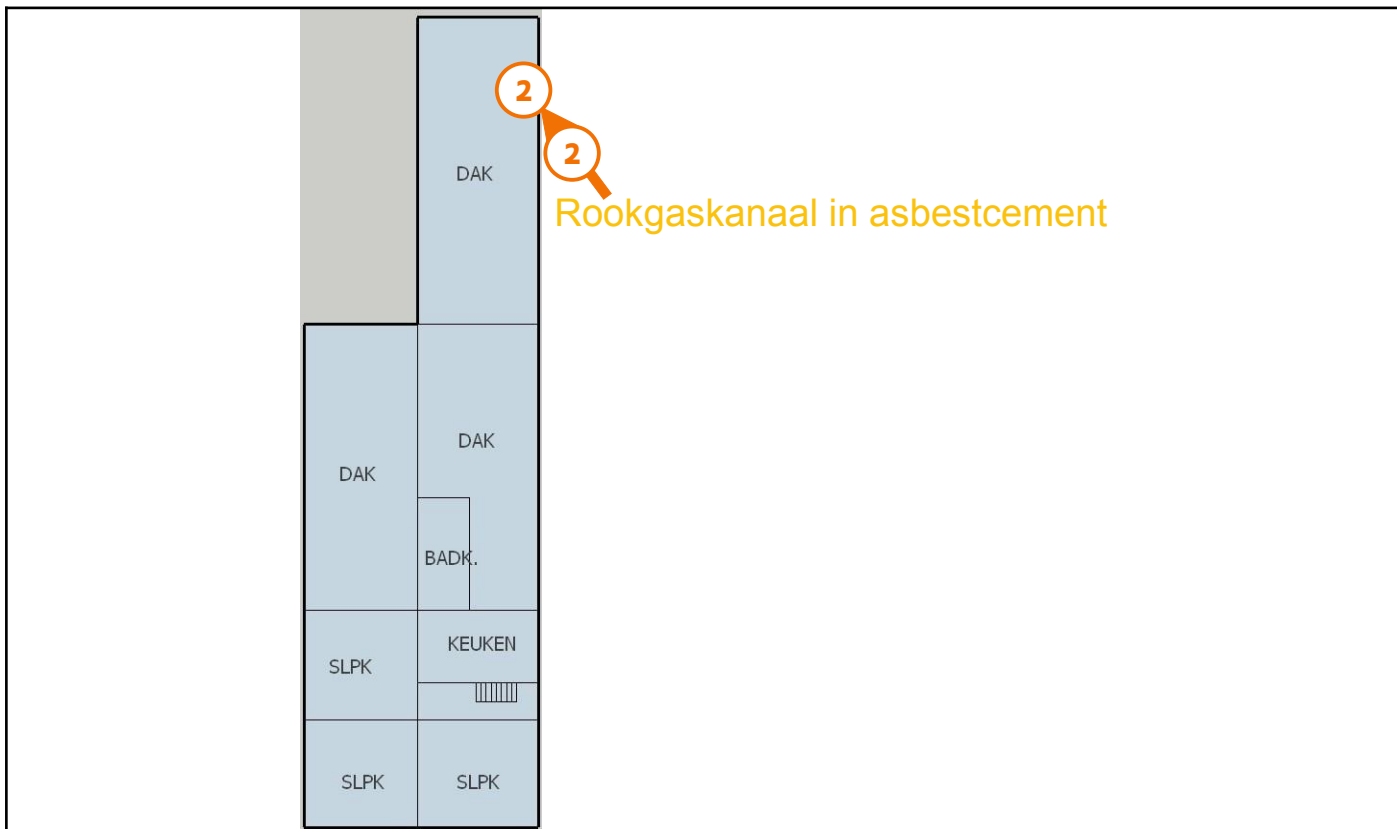 2
2
DAK
Rookgaskanaal in asbestcement
DAK
DAK
BADK.
KEUKEN
SLPK
SLPK
SLPK